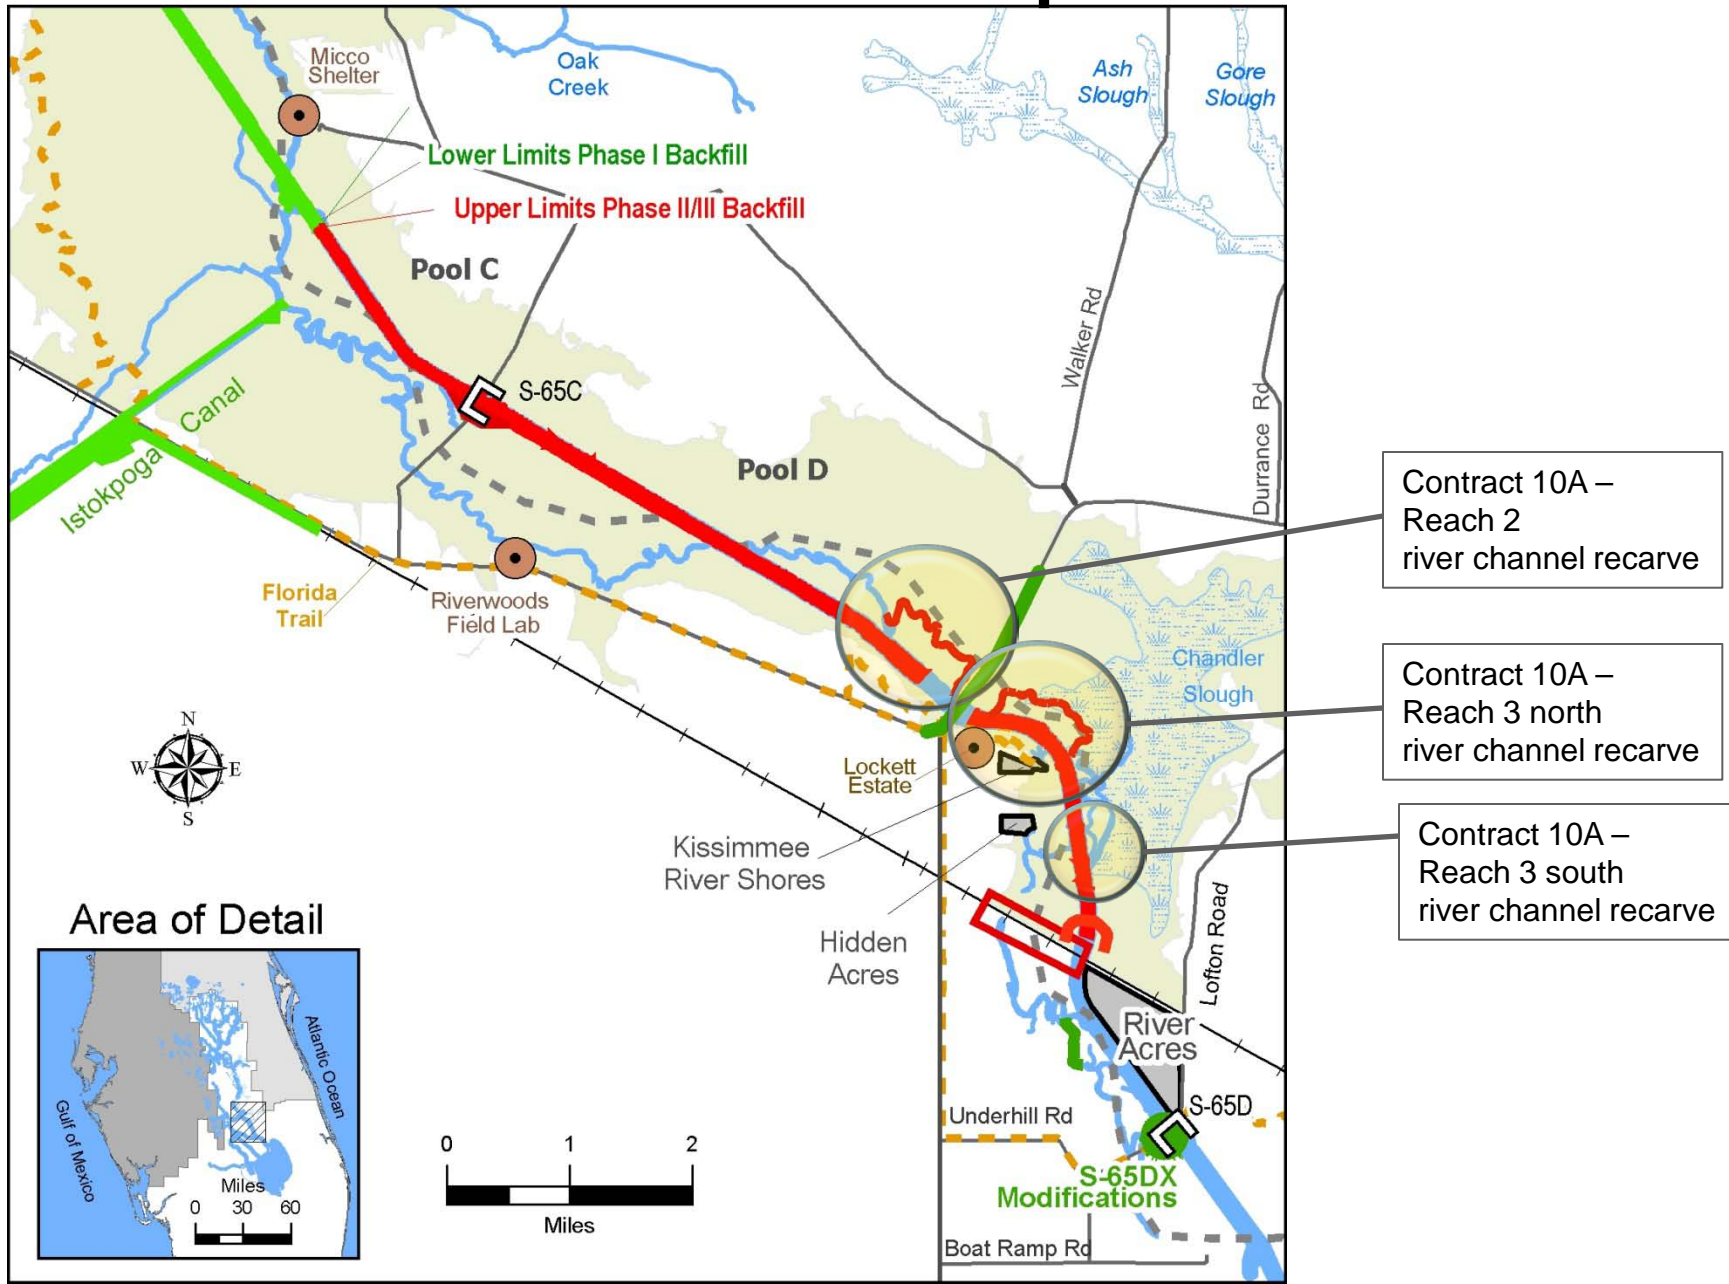 Micco
Shelter
Oak
Creek
Ash
Slough
Gore
Slough
Lower Limits Phase I Backfill
Upper Limits Phase II/III Backfill
Pool C
Walker Rd
S-65C
Durrance Rd
Istokpoga Canal
Pool D
Contract 10A –
Reach 2
river channel recarve
Florida
Trail
Riverwoods
Field Lab
Chandler
Slough
Contract 10A –
Reach 3 north
river channel recarve
N
W
E
S
Lockett
Estate
Kissimmee
River Shores
Contract 10A –
Reach 3 south
river channel recarve
Hidden
Acres
Lofton Road
Area of Detail
Gulf of Mexico
Atlantic Ocean
Miles
0 30 60
River
Acres
S-65D
Underhill Rd
S-65DX
Modifications
0 1 2
Miles
Boat Ramp Rd